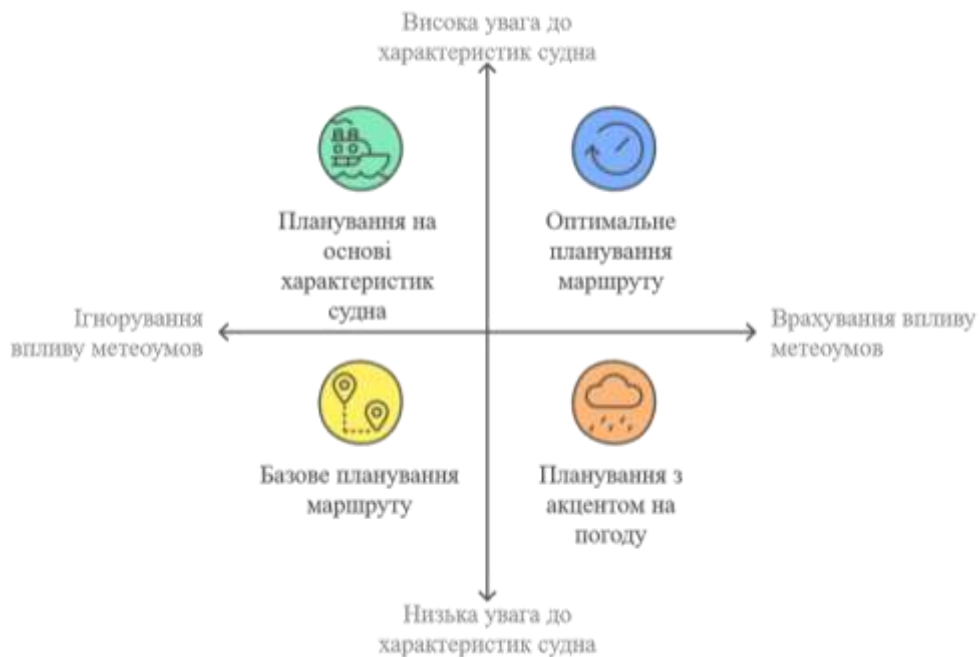 Висока увага до
характеристик судна
Планування на
основі
характеристик
судна
Оптимальне
планування
маршруту
Ігнорування
впливу метеоумов
Врахування впливу
метеоумов
Базове планування
маршруту
Планування з
акцентом на
погоду
Низька увага до
характеристик судна